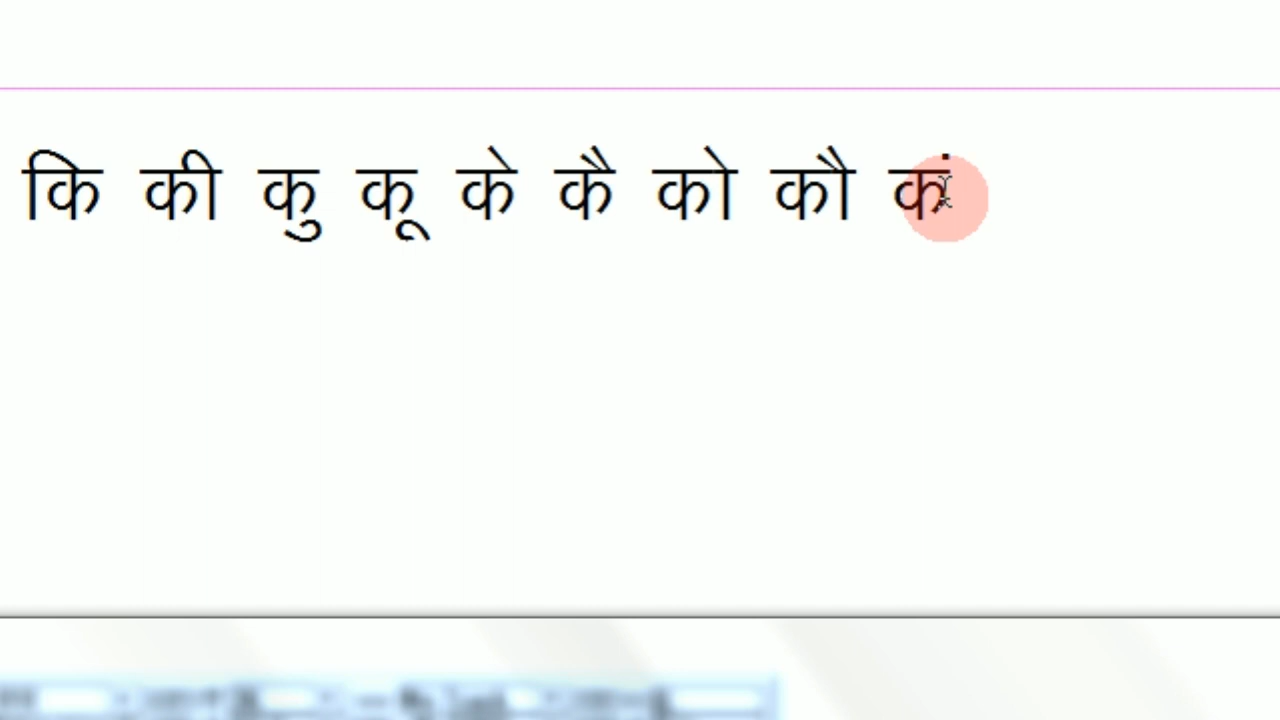 कि की कु कू के कै को कौ कं